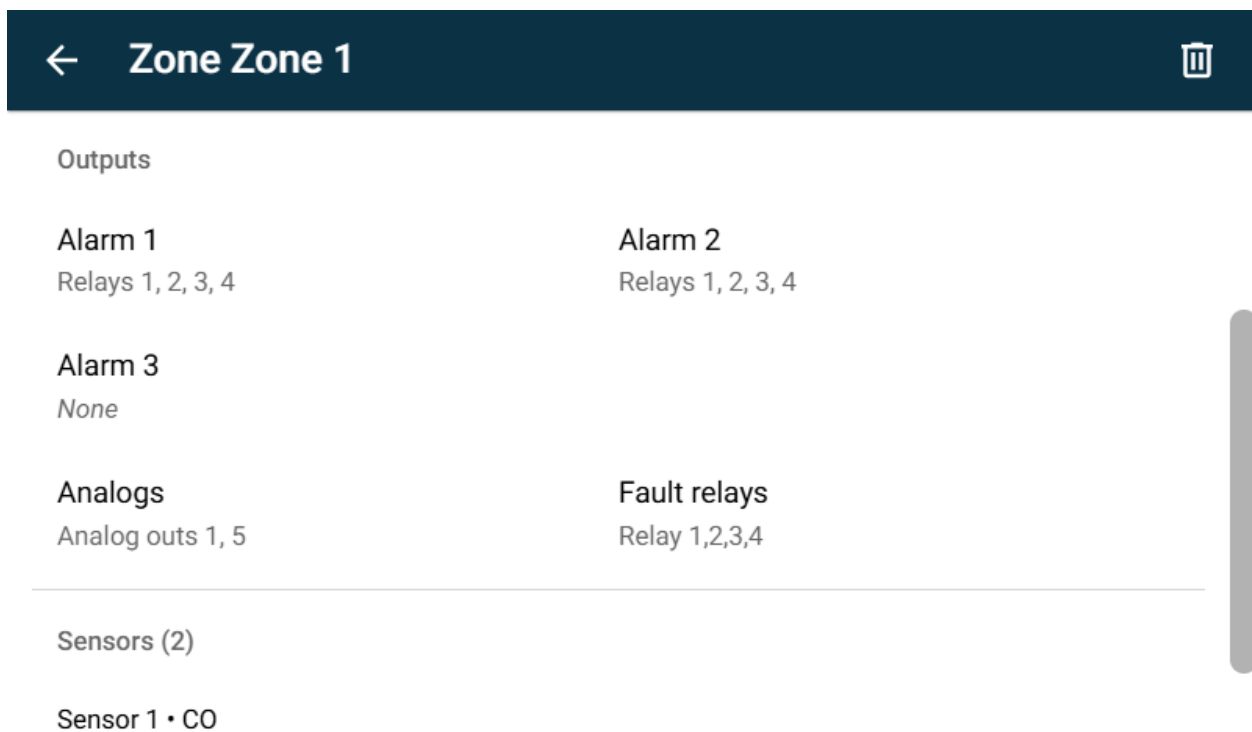 Zone Zone 1
Outputs
Alarm 1
Relays 1, 2, 3, 4
Alarm 2
Relays 1, 2, 3, 4
Alarm 3
None
Analogs
Analog outs 1, 5
Fault relays
Relay 1,2,3,4
Sensors (2)
Sensor 1 • CO